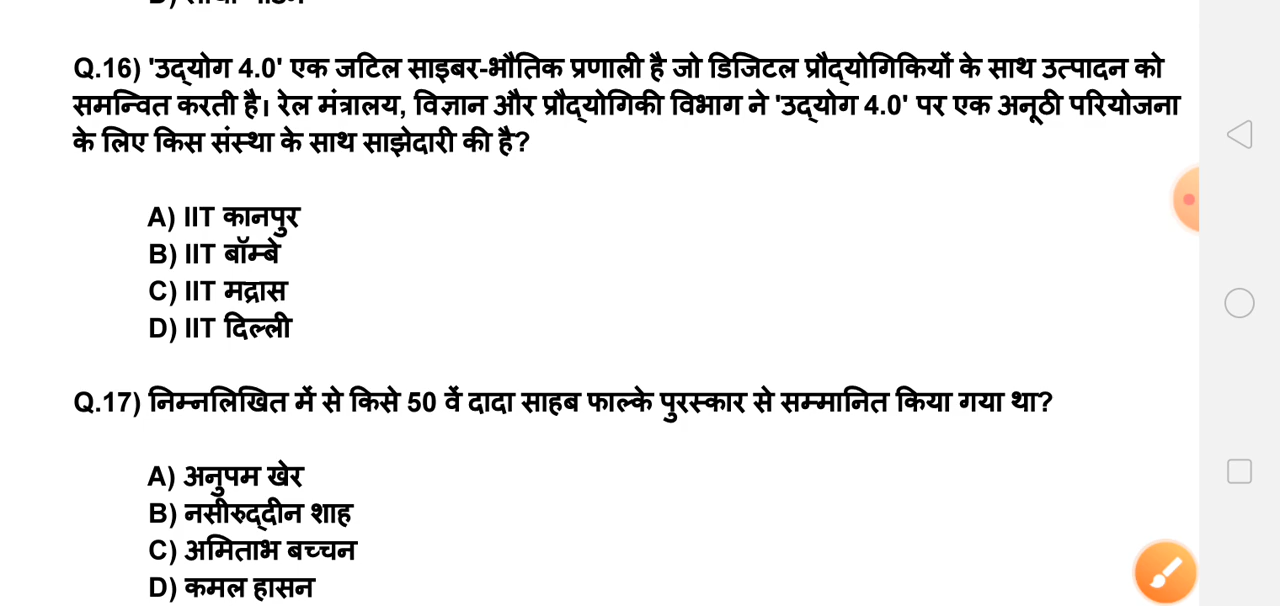 Q.16) 'उद्योग 4.0' एक जटिल साइबर-भौतिक प्रणाली है जो डिजिटल प्रौद्योगिकियों के साथ उत्पादन को
समन्वित करती है। रेल मंत्रालय, विज्ञान और प्रौद्योगिकी विभाग ने 'उद्योग 4.0' पर एक अनूठी परियोजना
के लिए किस संस्था के साथ साझेदारी की है?
A) IIT कानपुर
B) IIT बॉम्बे
C) IIT मद्रास
D) IIT दिल्ली
Q.17) निम्नलिखित में से किसे 50 वें दादा साहब फाल्के पुरस्कार से सम्मानित किया गया था?
A) अनुपम खेर
B) नसीरुद्दीन शाह
C) अमिताभ बच्चन
D) कमल हासन